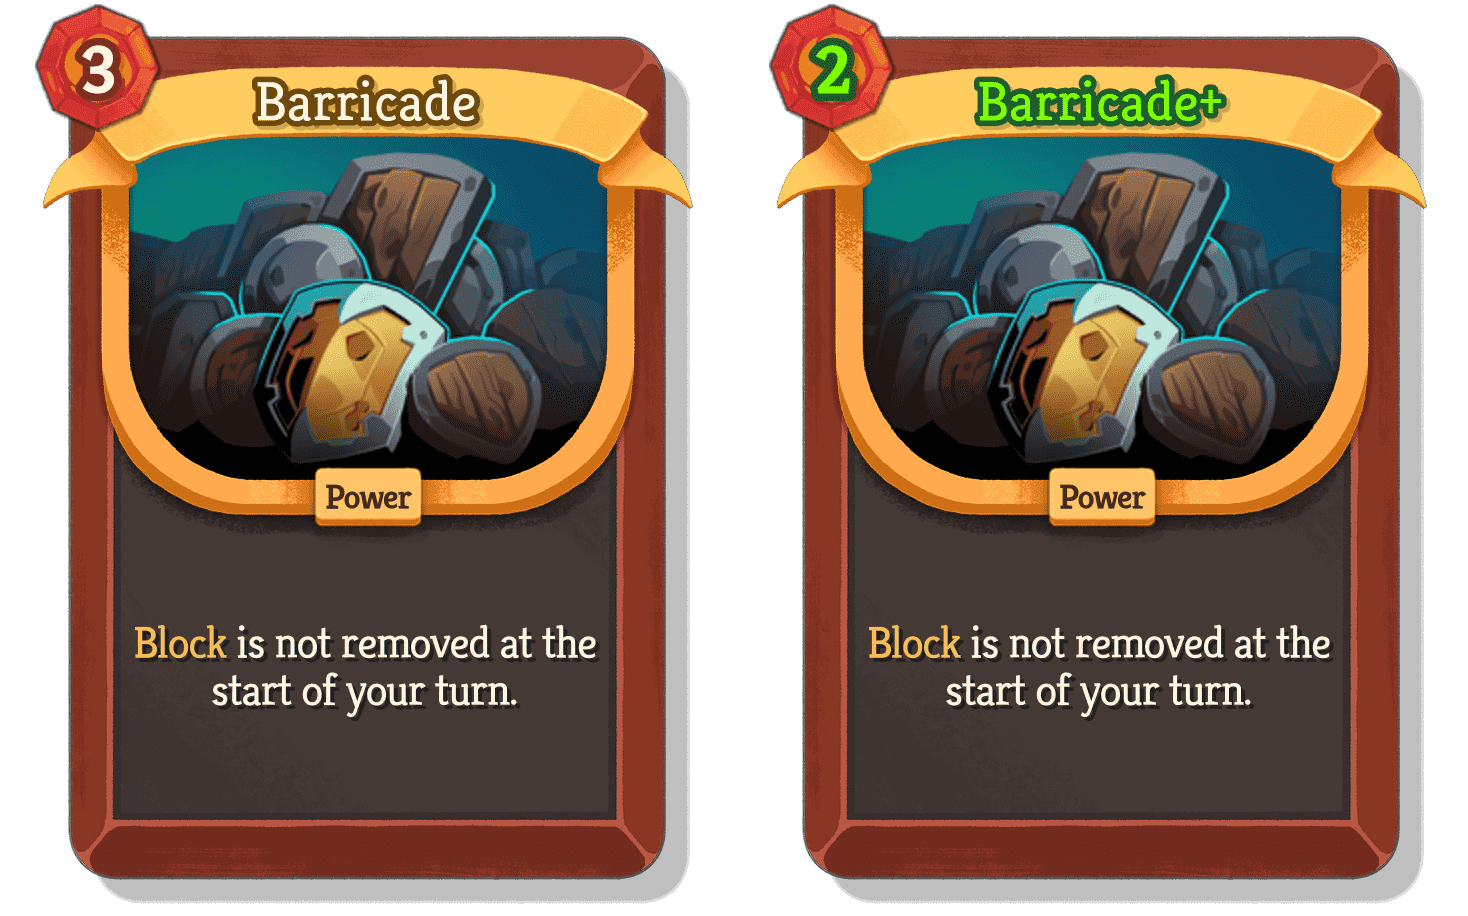 3
Barricade
Power
Block is not removed at the
start of your turn.
2
Barricade+
Power
Block is not removed at the
start of your turn.